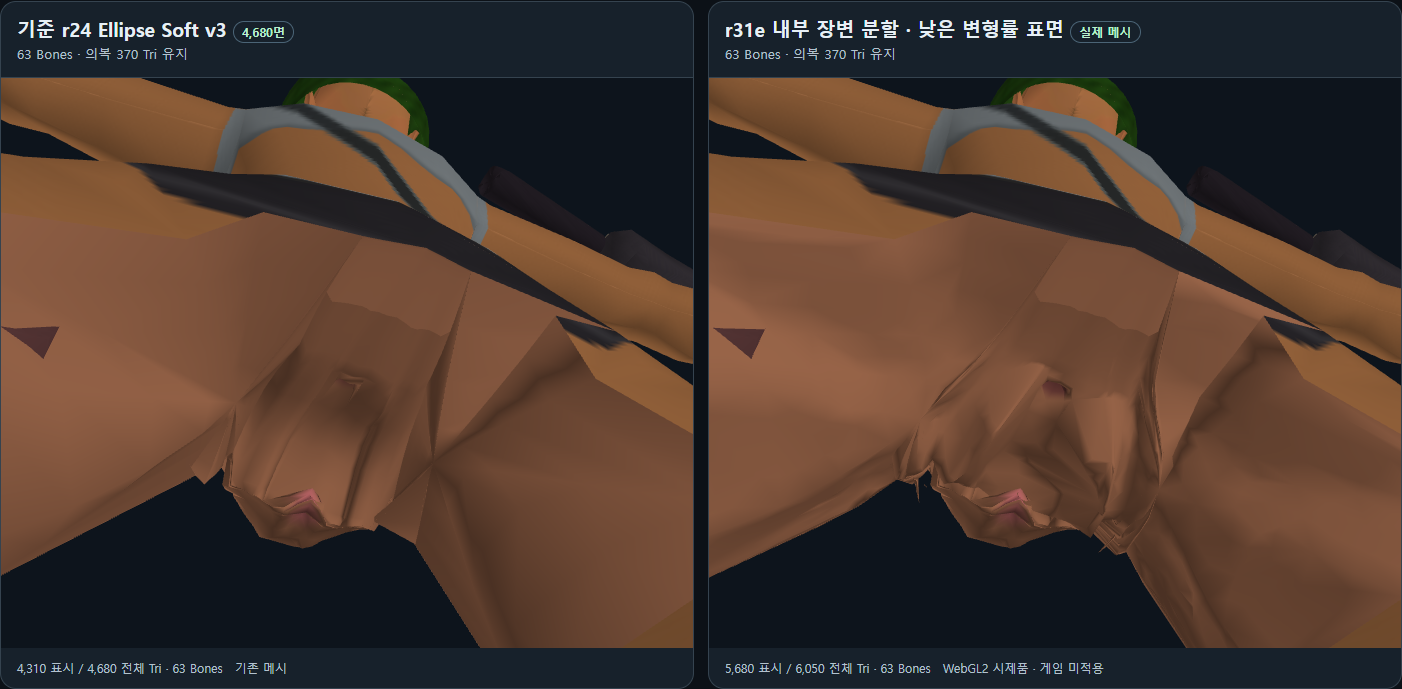 기준 r24 Ellipse Soft v3 4,680면
63 Bones · 의복 370 Tri 유지
r31e 내부 장변 분할 · 낮은 변형률 표면 실제 메시
63 Bones · 의복 370 Tri 유지
4,310 표시 / 4,680 전체 Tri · 63 Bones 기존 메시
5,680 표시 / 6,050 전체 Tri · 63 Bones WebGL2 시제품 · 게임 미적용